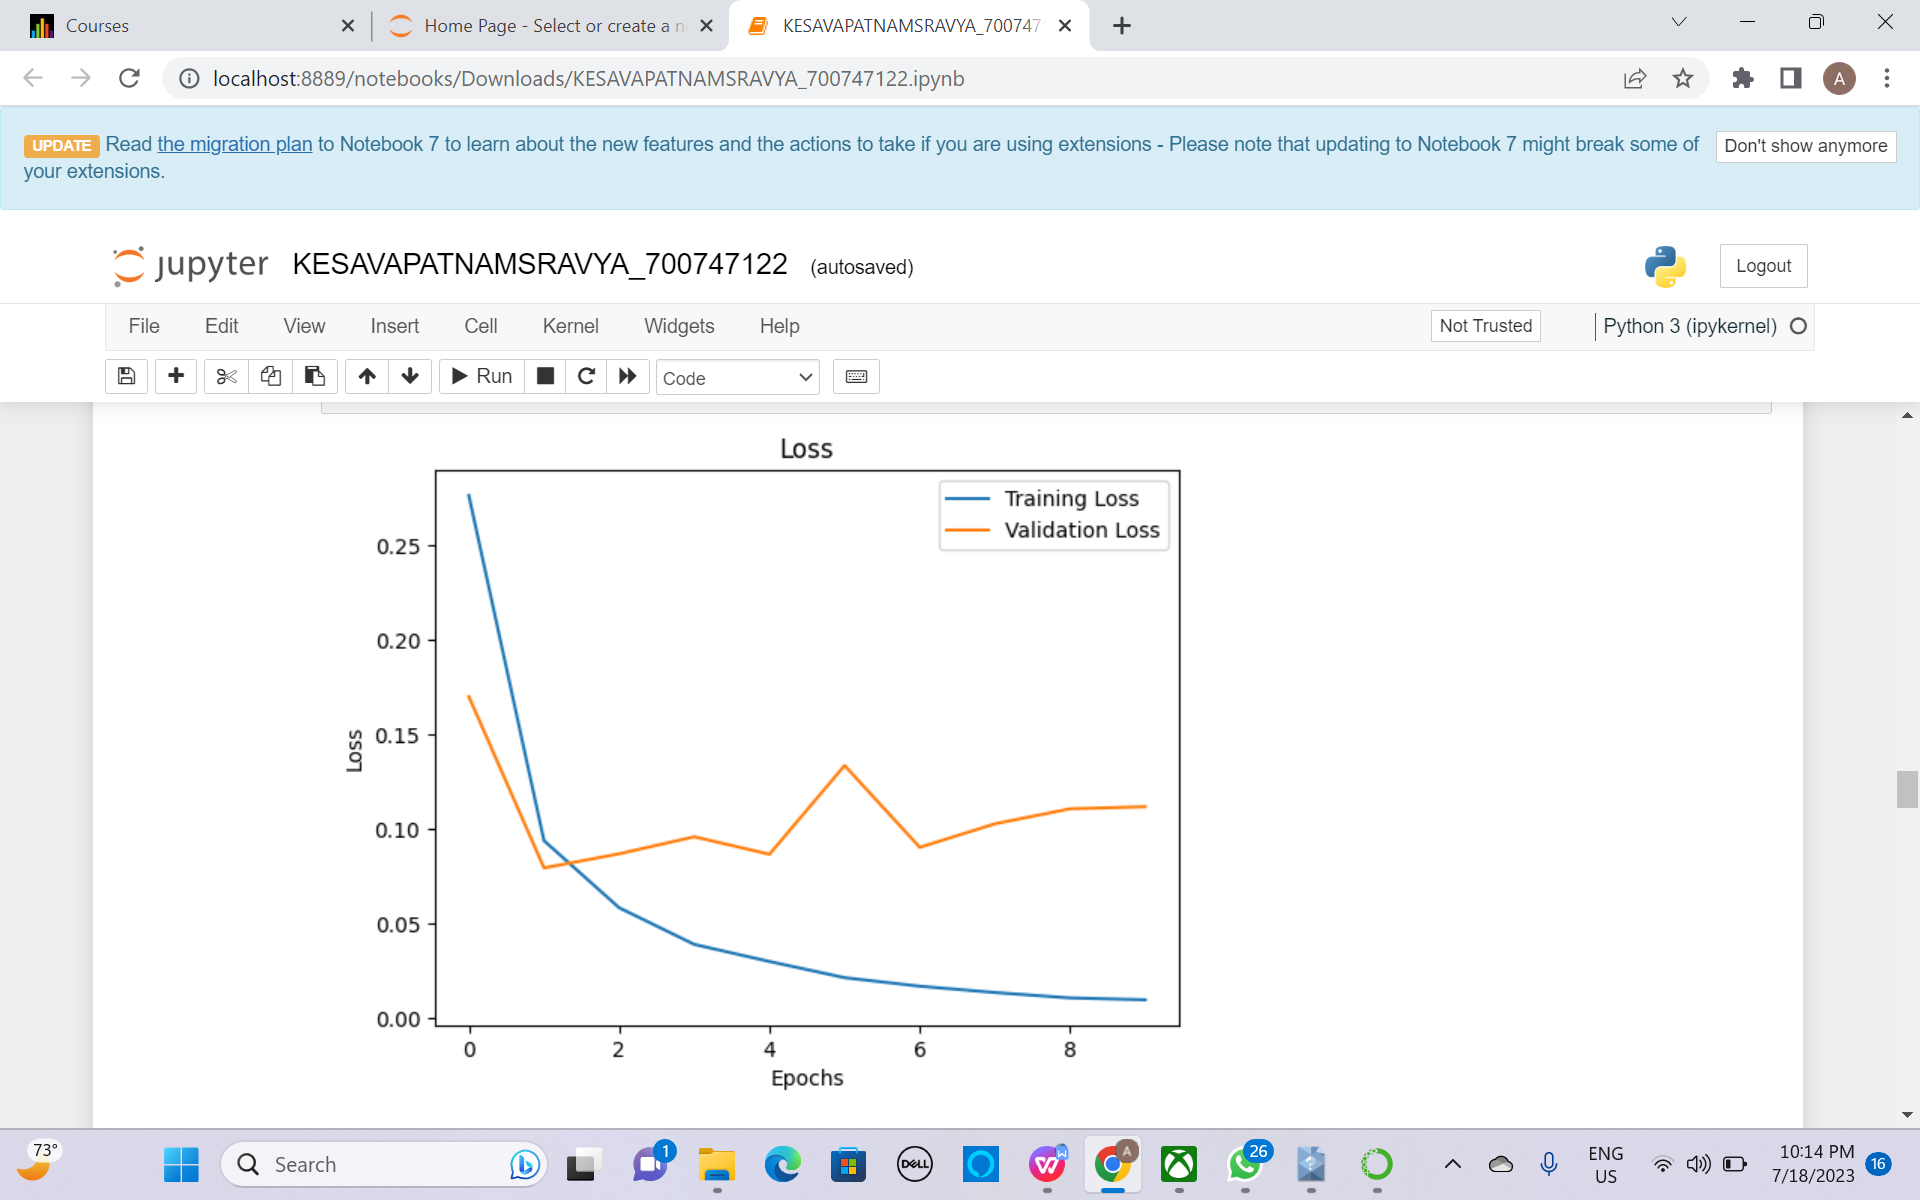 Courses
Home Page - Select or create a n
KESAVAPATNAMSRAVYA_700747
localhost:8889/notebooks/Downloads/KESAVAPATNAMSRAVYA_700747122.ipynb
A
UPDATE Read the migration plan to Notebook 7 to learn about the new features and the actions to take if you are using extensions - Please note that updating to Notebook 7 might break some of
your extensions.
Don't show anymore
jupyter KESAVAPATNAMSRAVYA_700747122 (autosaved)
Logout
File Edit View Insert Cell Kernel Widgets Help
Not Trusted
Python 3 (ipykernel)
Run
Code
Loss
Training Loss
Validation Loss
0.25
0.20
0.15
0.10
0.05
0.00
Loss
0 2 4 6 8
Epochs
73°
Search
1
DELL
W
A
26
ENG
US
10:14 PM
7/18/2023
16